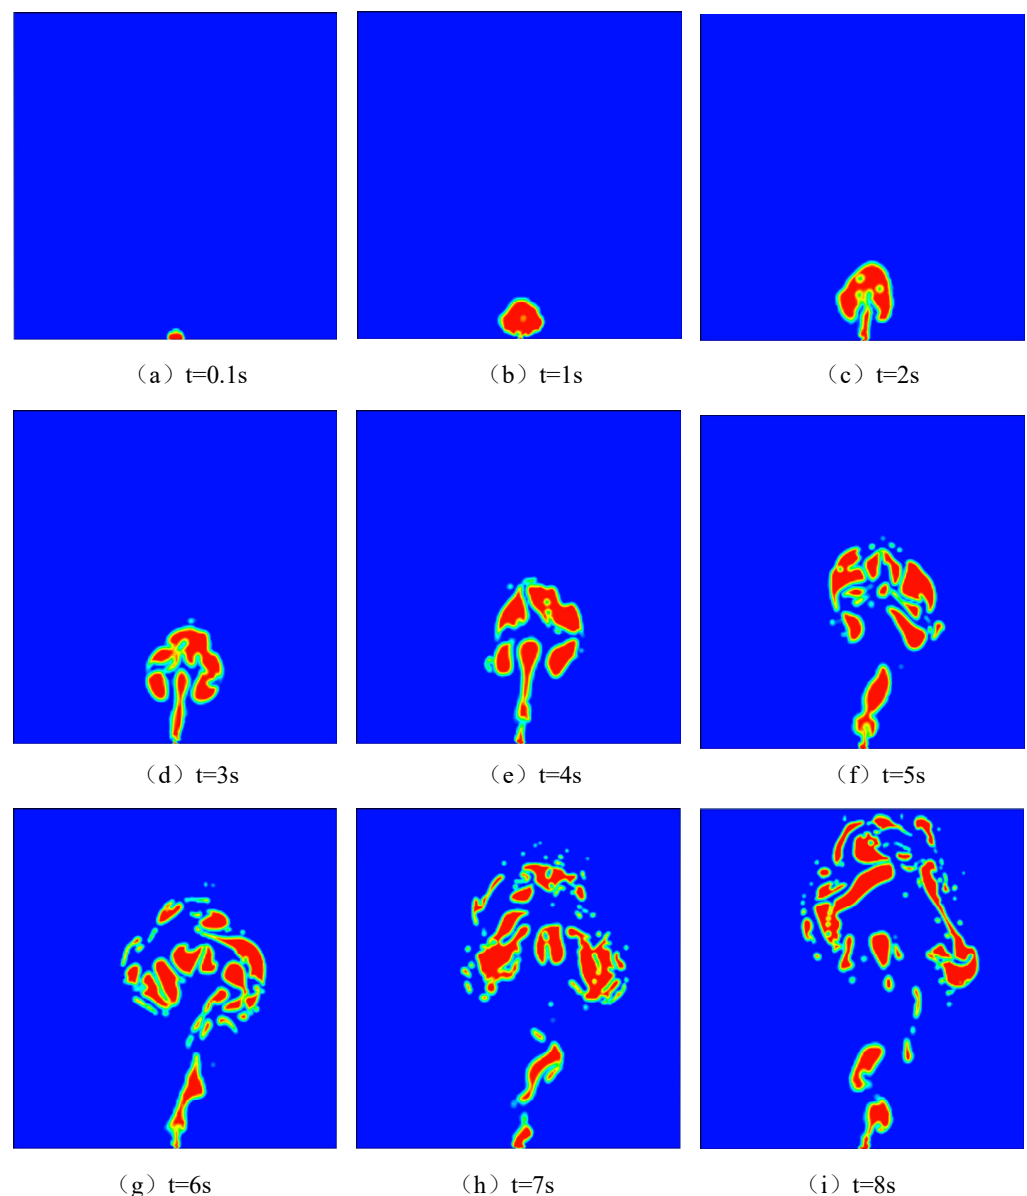 （a）t=0.1s
（b）t=1s
（c）t=2s
（d）t=3s
（e）t=4s
（f）t=5s
（g）t=6s
（h）t=7s
（i）t=8s